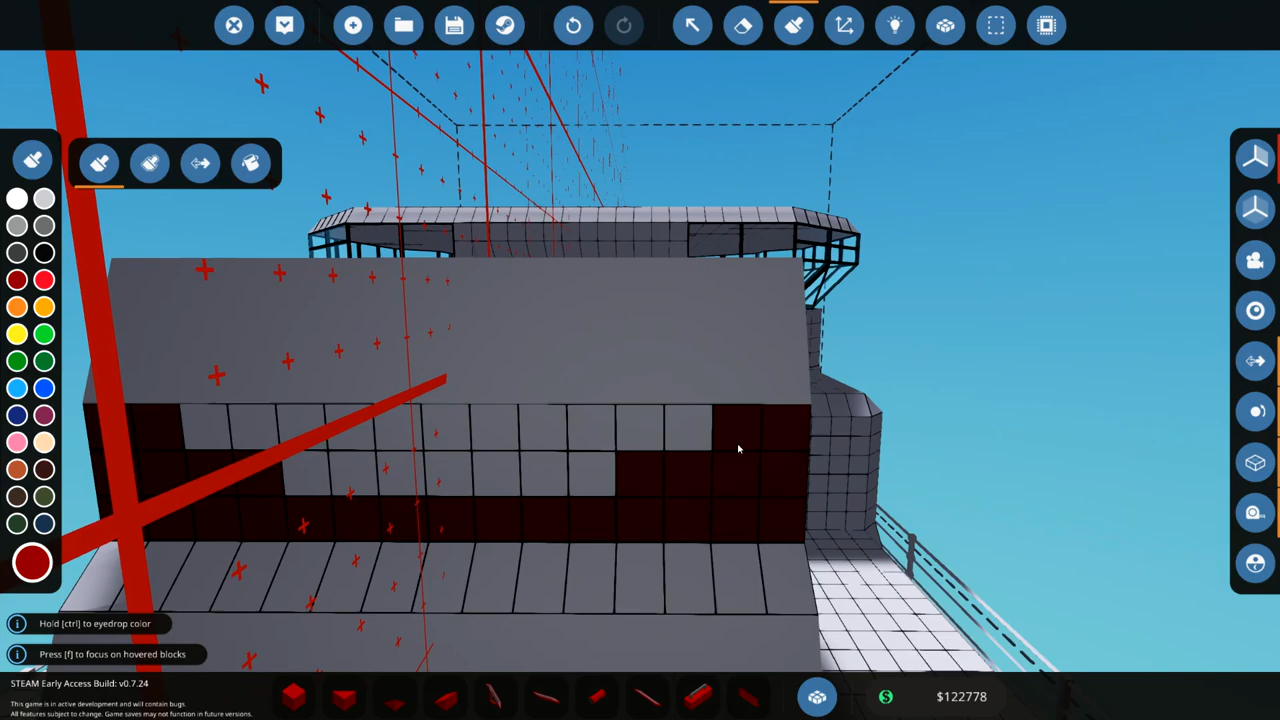 Hold [ctrl] to eyedrop color
Press [f] to focus on hovered blocks
STEAM Early Access Build: v0.7.24
This game is in active development and will contain bugs.
All features subject to change. Game saves may not function in future versions.
$122778